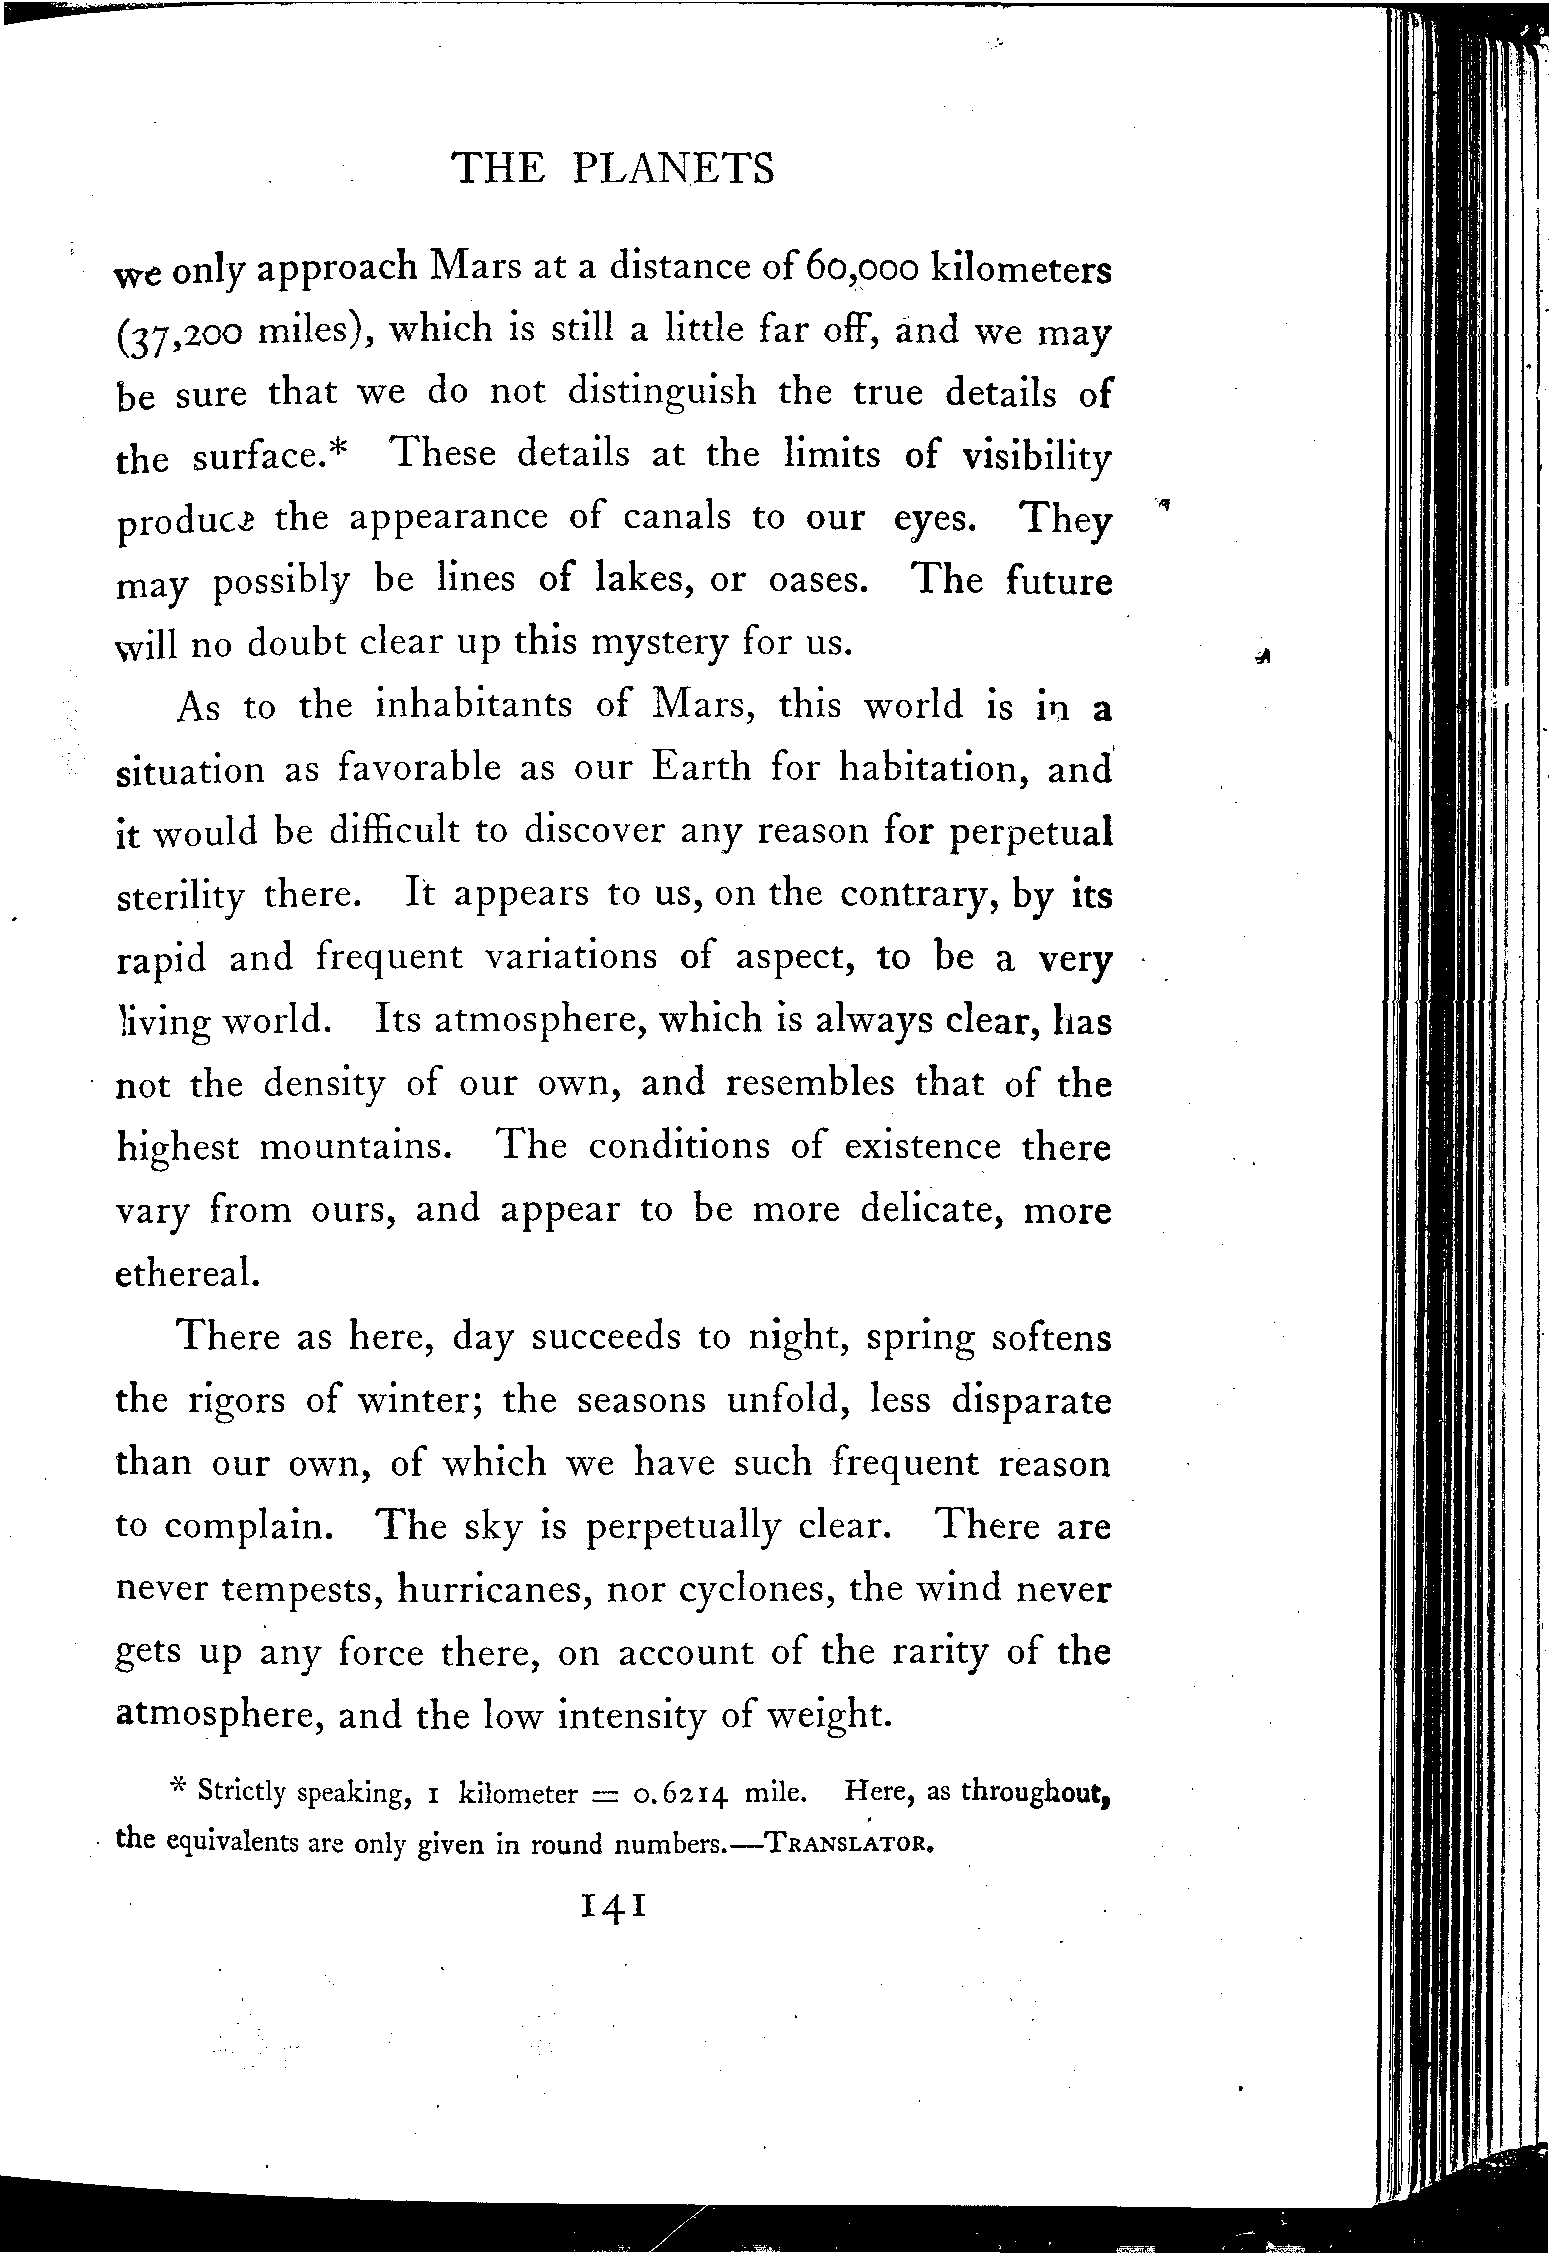 THE PLANETS
we only approach Mars at a distance of 60,000 kilometers
(37,200 miles), which is still a little far off, and we may
be sure that we do not distinguish the true details of
the surface.* These details at the limits of visibility
produce the appearance of canals to our eyes. They
may possibly be lines of lakes, or oases. The future
will no doubt clear up this mystery for us.
As to the inhabitants of Mars, this world is in a
situation as favorable as our Earth for habitation, and
it would be difficult to discover any reason for perpetual
sterility there. It appears to us, on the contrary, by its
rapid and frequent variations of aspect, to be a very
living world. Its atmosphere, which is always clear, has
not the density of our own, and resembles that of the
highest mountains. The conditions of existence there
vary from ours, and appear to be more delicate, more
ethereal.
There as here, day succeeds to night, spring softens
the rigors of winter; the seasons unfold, less disparate
than our own, of which we have such frequent reason
to complain. The sky is perpetually clear. There are
never tempests, hurricanes, nor cyclones, the wind never
gets up any force there, on account of the rarity of the
atmosphere, and the low intensity of weight.
* Strictly speaking, 1 kilometer = 0.6214 mile. Here, as throughout,
the equivalents are only given in round numbers.—TRANSLATOR.
141